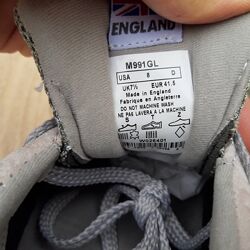 ENGLAND
M991GL
USA 8 D
UK7½ EUR 41.5
Made in England
Fabrique en Angleterre
DO NOT MACHINE WASH
NE PAS LAVER A LA MACHINE
S Z